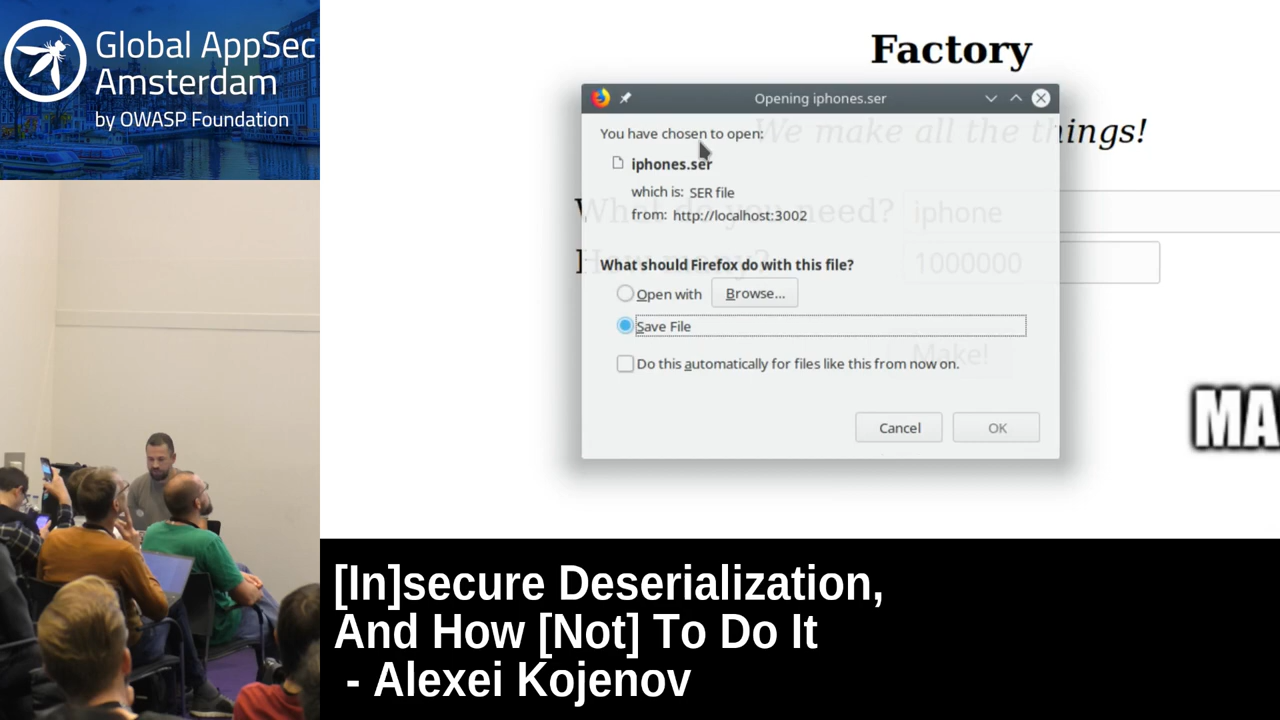 Global AppSec
Amsterdam
by OWASP Foundation
Factory
We make all the things!
What do you need? iphone
1000000
Make!
Opening iphones.ser
You have chosen to open:
iphones.ser
which is: SER file
from: http://localhost:3002
What should Firefox do with this file?
Open with Browse...
Save File
Do this automatically for files like this from now on.
Cancel OK
MA
[In]secure Deserialization,
And How [Not] To Do It
- Alexei Kojenov